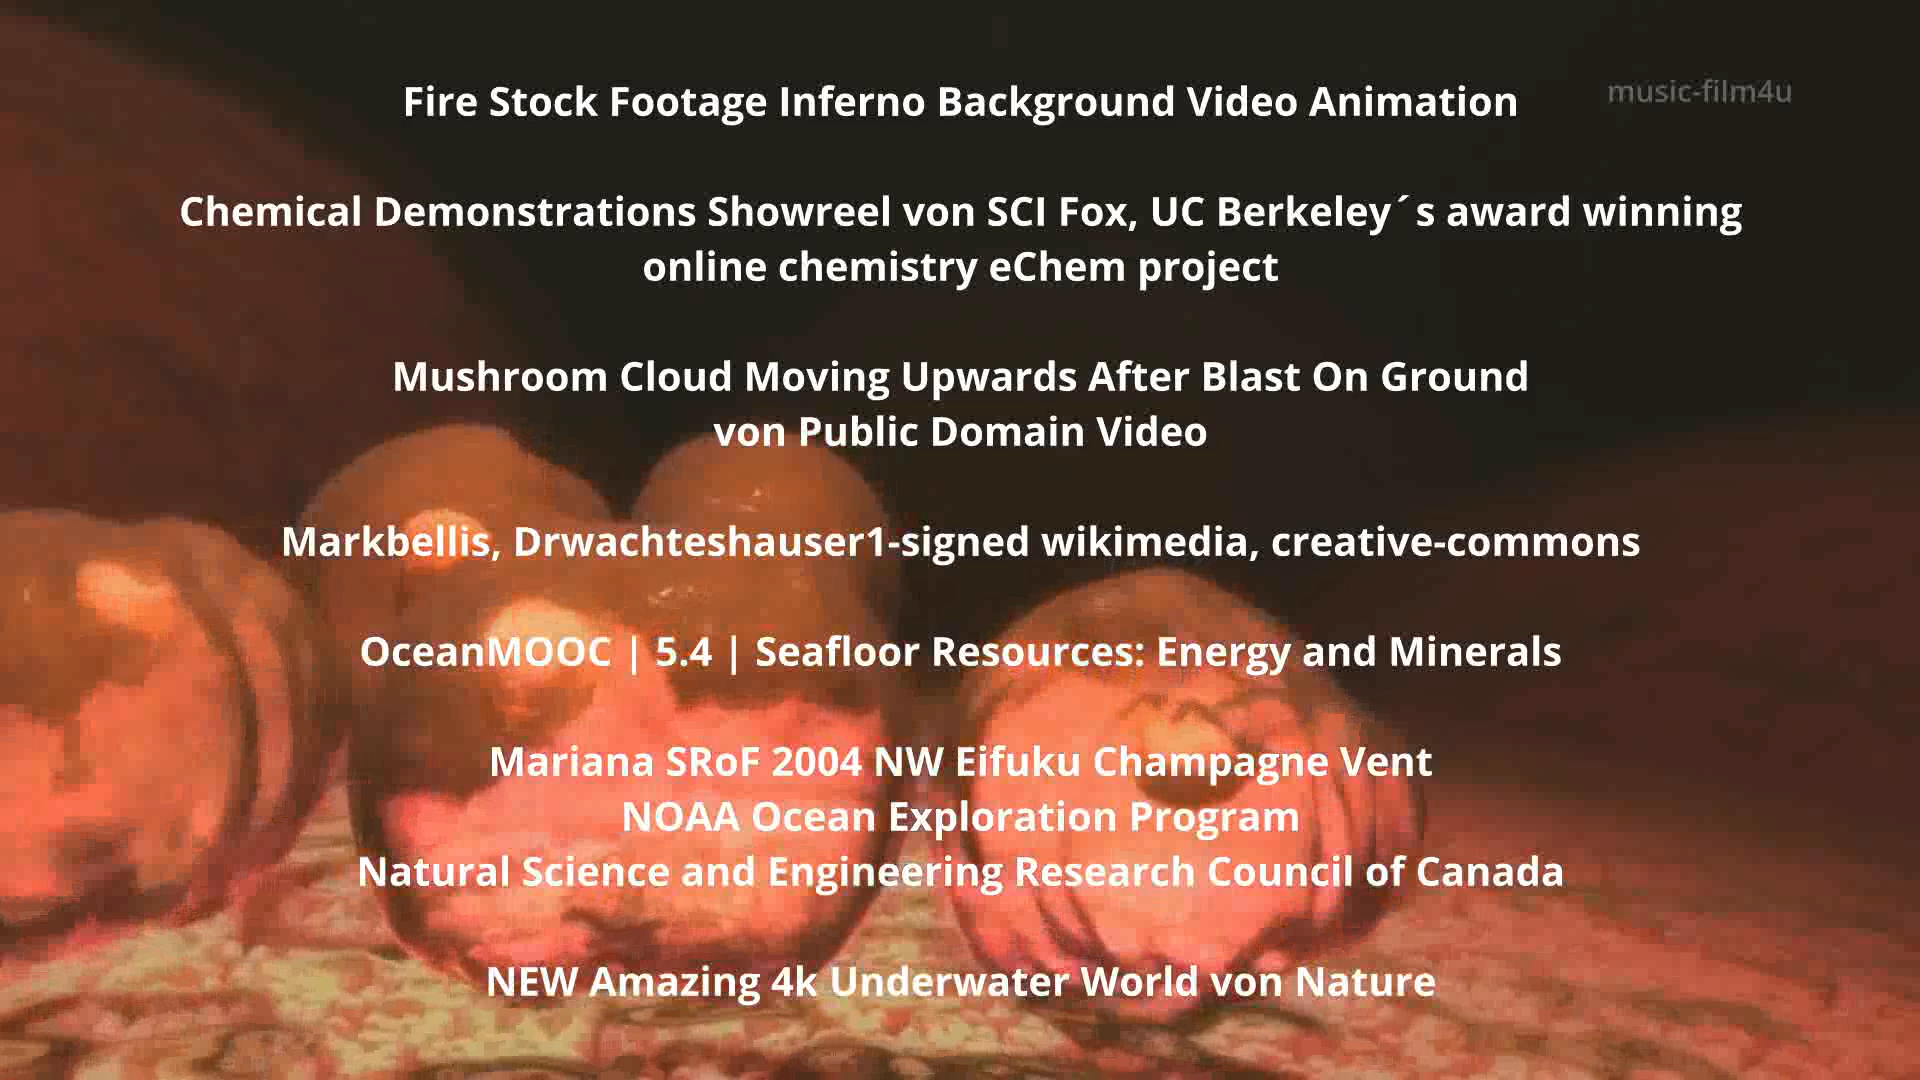 Fire Stock Footage Inferno Background Video Animation
music-film4u
Chemical Demonstrations Showreel von SCI Fox, UC Berkeley´s award winning
online chemistry eChem project
Mushroom Cloud Moving Upwards After Blast On Ground
von Public Domain Video
Markbellis, Drwachteshauser1-signed wikimedia, creative-commons
OceanMOOC | 5.4 | Seafloor Resources: Energy and Minerals
Mariana SRoF 2004 NW Eifuku Champagne Vent
NOAA Ocean Exploration Program
Natural Science and Engineering Research Council of Canada
NEW Amazing 4k Underwater World von Nature